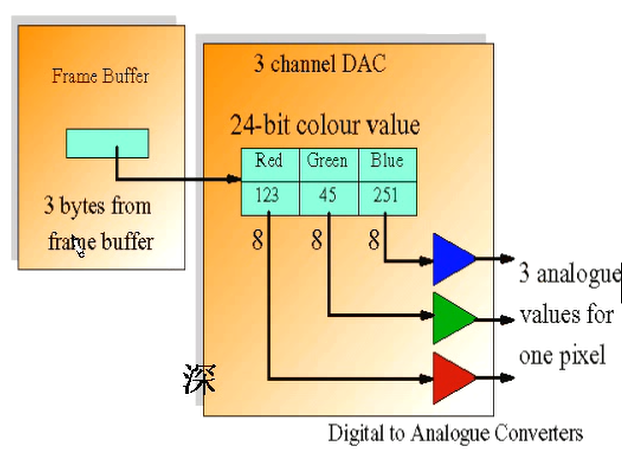 Frame Buffer
3 bytes from
frame buffer
3 channel DAC
24-bit colour value
Red Green Blue
123 45 251
8 8 8
3 analogue
values for
one pixel
深
Digital to Analogue Converters